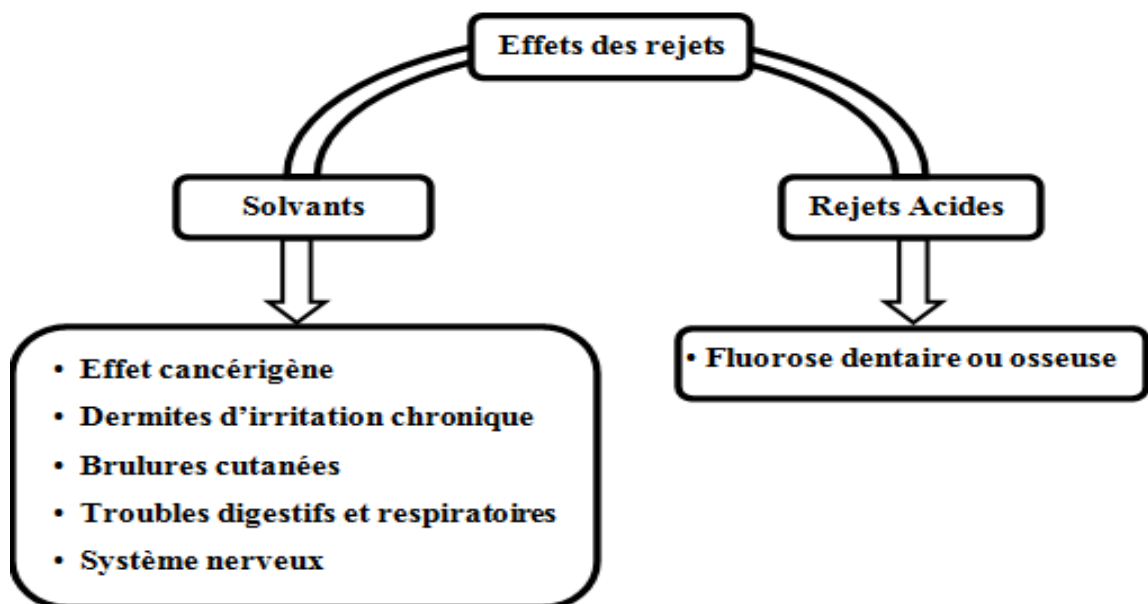 Effets des rejets
Solvants
Rejets Acides
• Effet cancérigène
• Dermites d’irritation chronique
• Brulures cutanées
• Troubles digestifs et respiratoires
• Système nerveux
• Fluorose dentaire ou osseuse